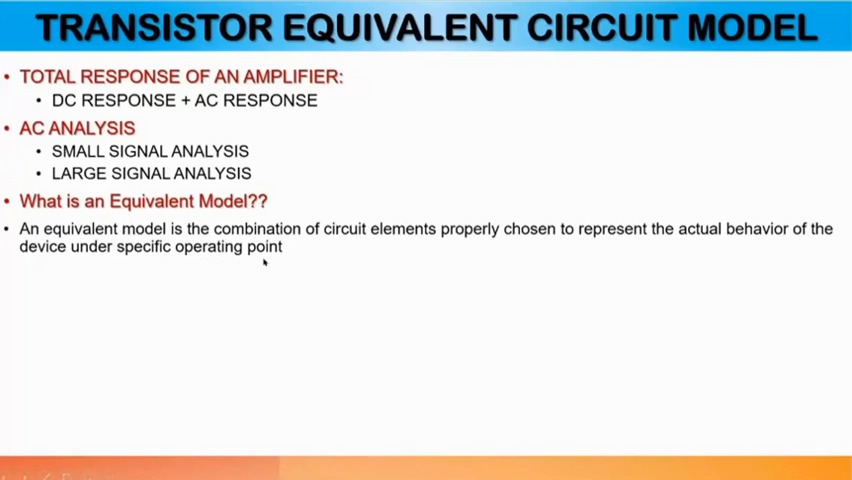 TRANSISTOR EQUIVALENT CIRCUIT MODEL
• TOTAL RESPONSE OF AN AMPLIFIER:
• DC RESPONSE + AC RESPONSE
• AC ANALYSIS
• SMALL SIGNAL ANALYSIS
• LARGE SIGNAL ANALYSIS
• What is an Equivalent Model??
• An equivalent model is the combination of circuit elements properly chosen to represent the actual behavior of the
device under specific operating point